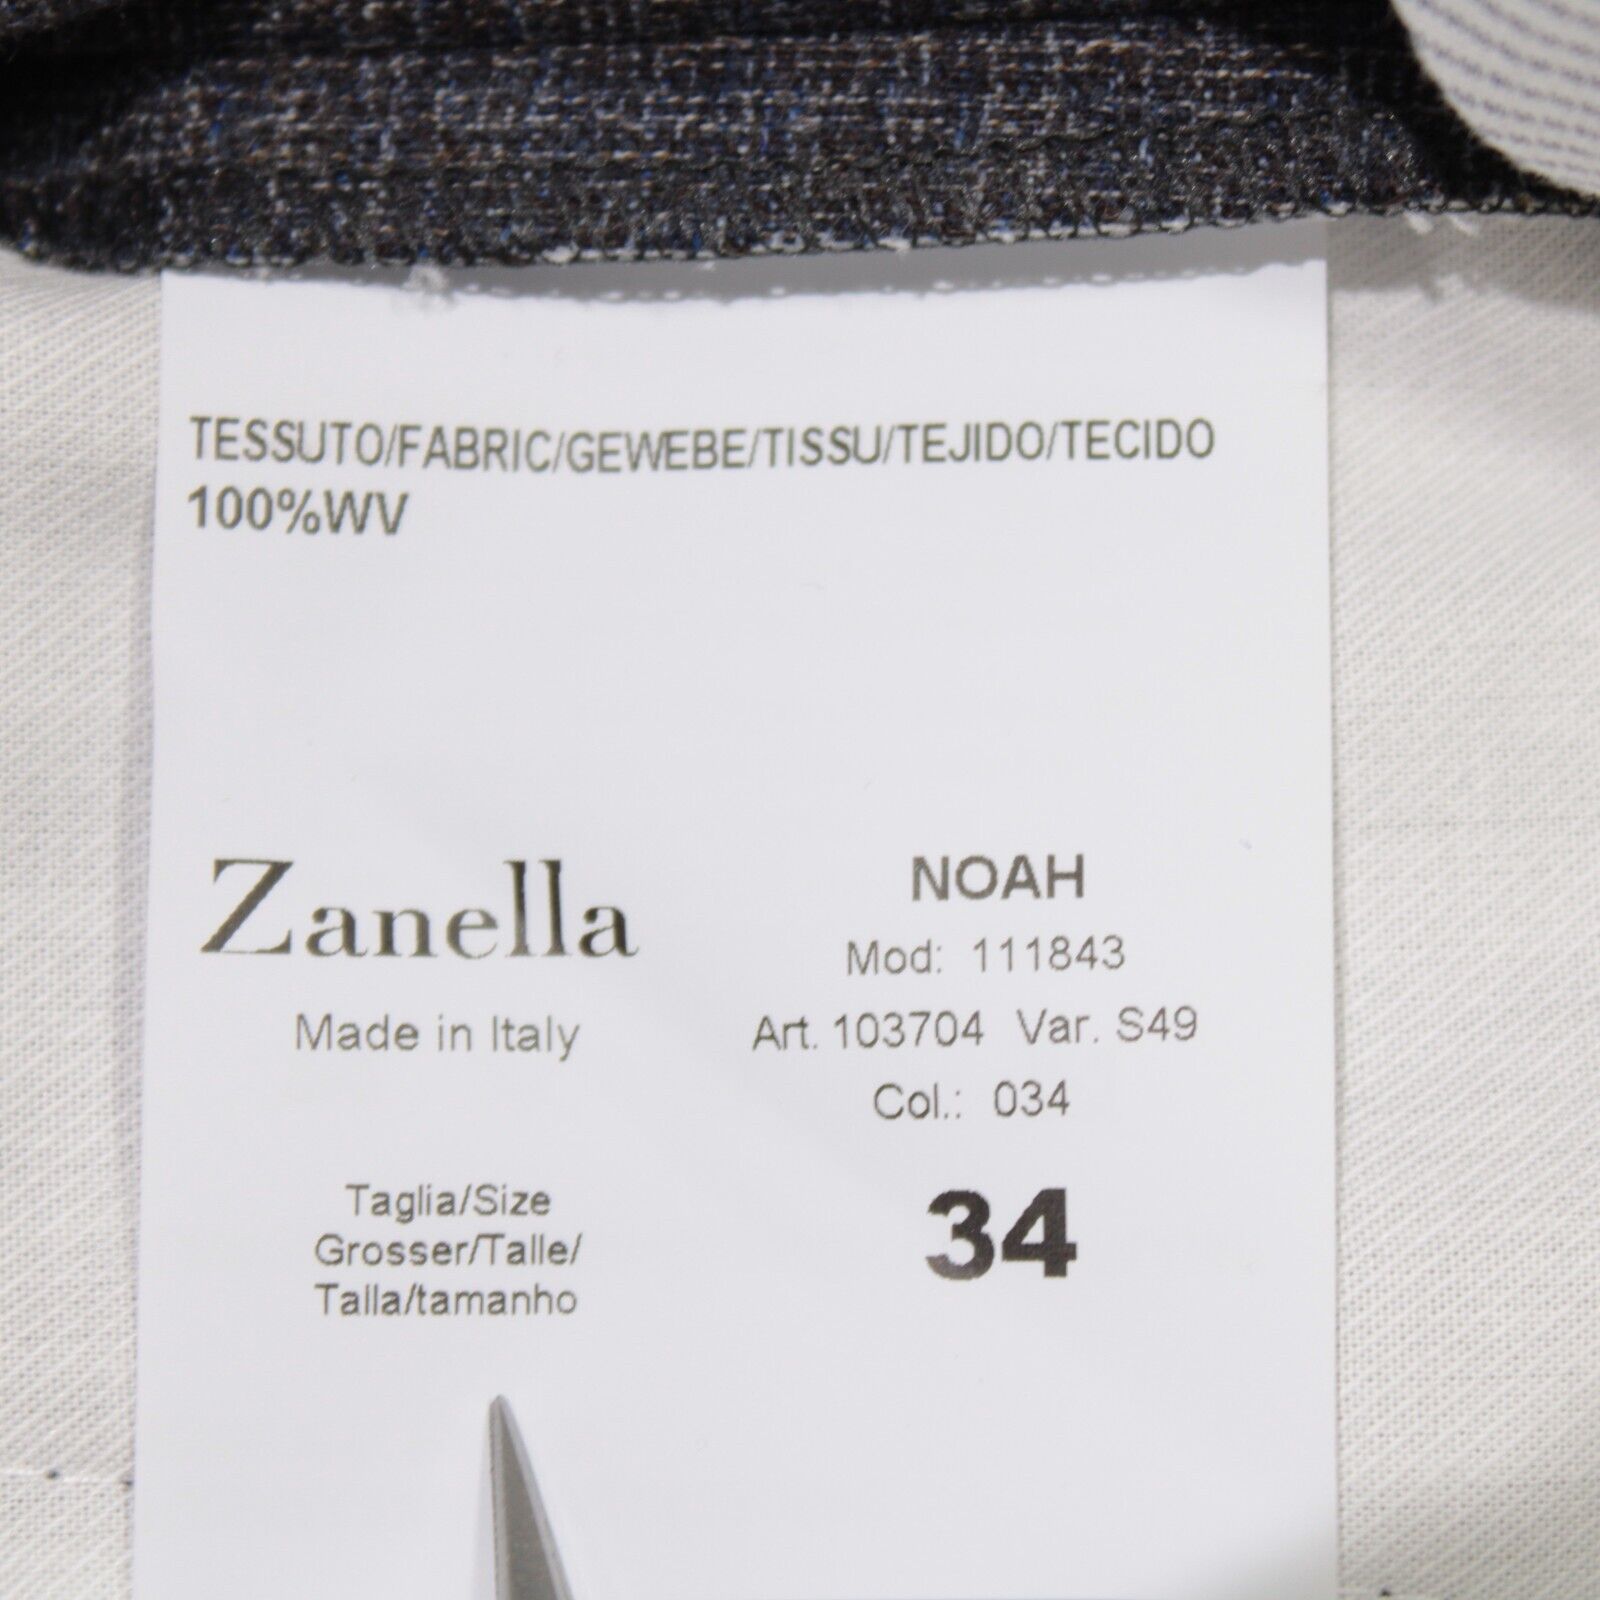 TESSUTO/FABRIC/GEWEBE/TISSU/TEJIDO/TECIDO
100%WV
Zanella
Made in Italy
NOAH
Mod: 111843
Art. 103704 Var. S49
Col.: 034
Taglia/Size
Grosser/Talle/
Talla/tamanho
34